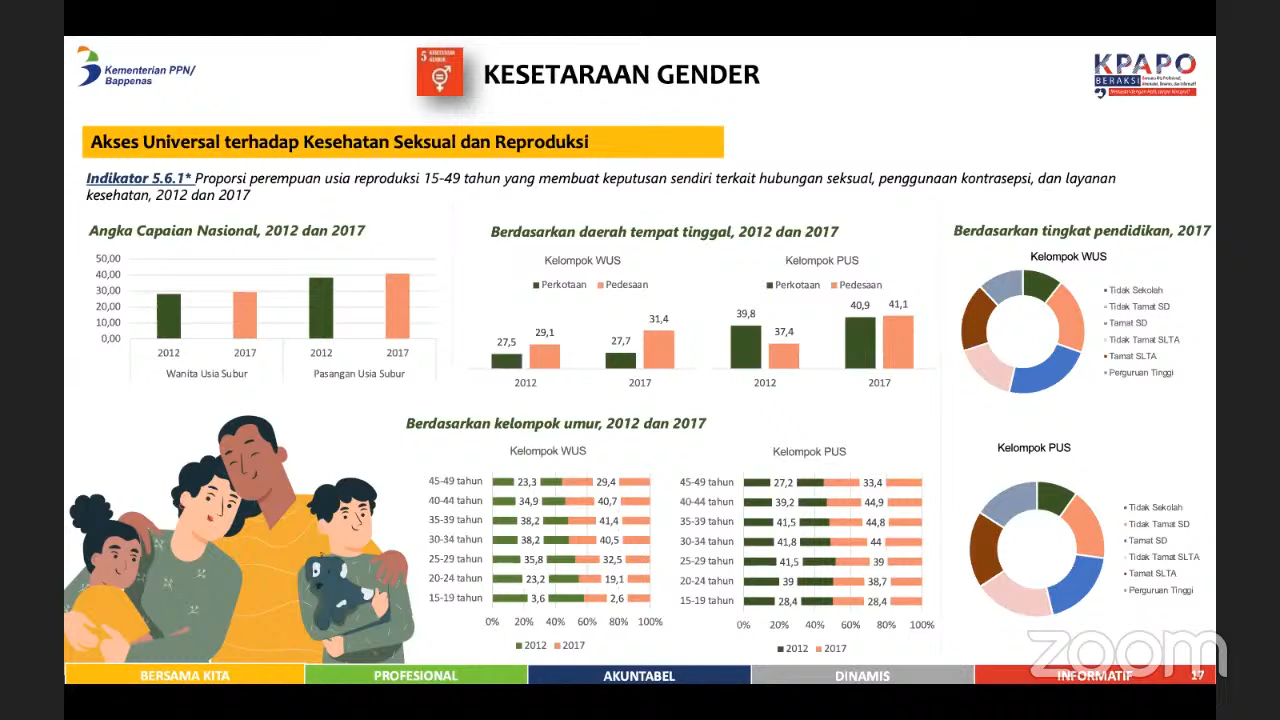 Kementerian PPN/
Bappenas
5 KESETARAAN
GENDER
KESETARAAN GENDER
KPAPO
BERAKSI
Akses Universal terhadap Kesehatan Seksual dan Reproduksi
Indikator 5.6.1* Proporsi perempuan usia reproduksi 15-49 tahun yang membuat keputusan sendiri terkait hubungan seksual, penggunaan kontrasepsi, dan layanan
kesehatan, 2012 dan 2017
Angka Capaian Nasional, 2012 dan 2017
50,00
40,00
30,00
20,00
10,00
0,00
2012 2017 2012 2017
Wanita Usia Subur Pasangan Usia Subur
Berdasarkan daerah tempat tinggal, 2012 dan 2017
Kelompok WUS
Perkotaan Pedesaan
27,5 29,1 27,7 31,4
2012 2017
Kelompok PUS
Perkotaan Pedesaan
39,8 37,4 40,9 41,1
2012 2017
Berdasarkan tingkat pendidikan, 2017
Kelompok WUS
Tidak Sekolah
Tidak Tamat SD
Tamat SD
Tidak Tamat SLTA
Tamat SLTA
Perguruan Tinggi
Kelompok PUS
Tidak Sekolah
Tidak Tamat SD
Tamat SD
Tidak Tamat SLTA
Tamat SLTA
Perguruan Tinggi
Berdasarkan kelompok umur, 2012 dan 2017
Kelompok WUS
45-49 tahun 23,3 29,4
40-44 tahun 34,9 40,7
35-39 tahun 38,2 41,4
30-34 tahun 38,2 40,5
25-29 tahun 35,8 32,5
20-24 tahun 23,2 19,1
15-19 tahun 3,6 2,6
0% 20% 40% 60% 80% 100%
2012 2017
Kelompok PUS
45-49 tahun 27,2 33,4
40-44 tahun 39,2 44,9
35-39 tahun 41,5 44,8
30-34 tahun 41,8 44
25-29 tahun 41,5 39
20-24 tahun 39 38,7
15-19 tahun 28,4 28,4
0% 20% 40% 60% 80% 100%
2012 2017
zoom
BERSAMA KITA PROFESIONAL AKUNTABEL DINAMIS INFORMATIF 17